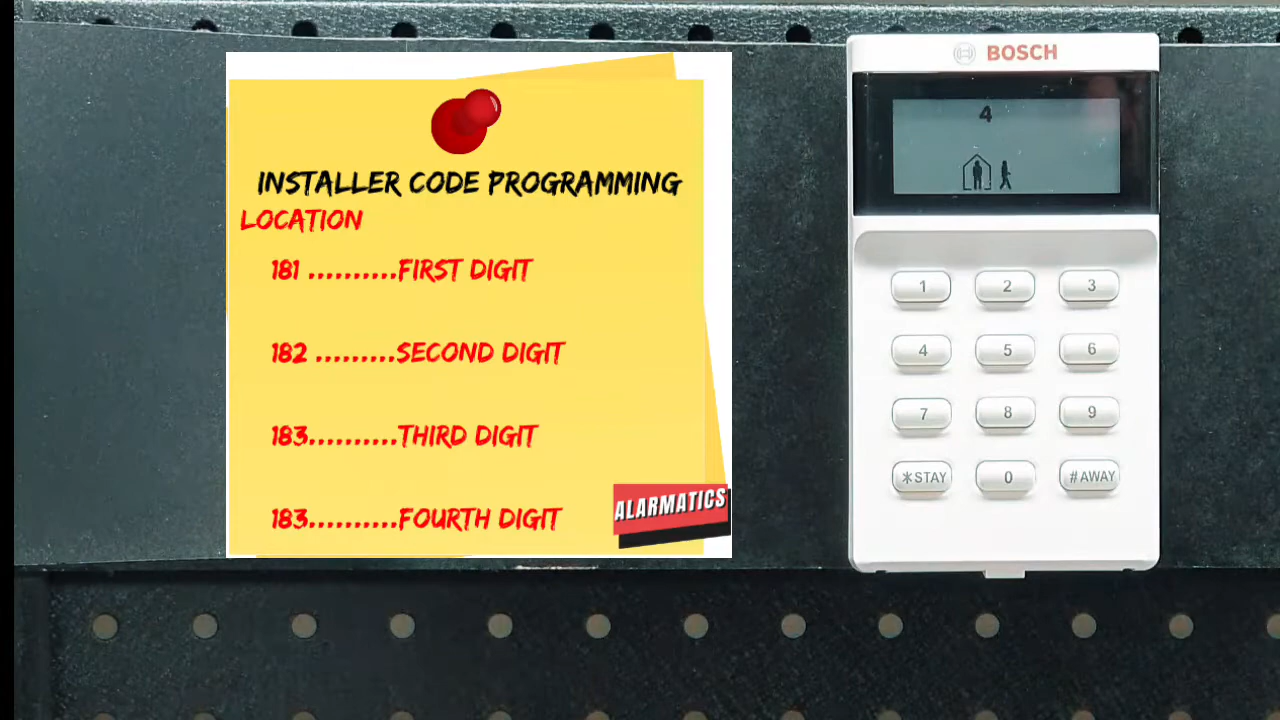 INSTALLER CODE PROGRAMMING
LOCATION
181 ..........FIRST DIGIT
182 .........SECOND DIGIT
183..........THIRD DIGIT
183..........FOURTH DIGIT
ALARMATICS
BOSCH
4
1 2 3
4 5 6
7 8 9
*STAY 0 #AWAY